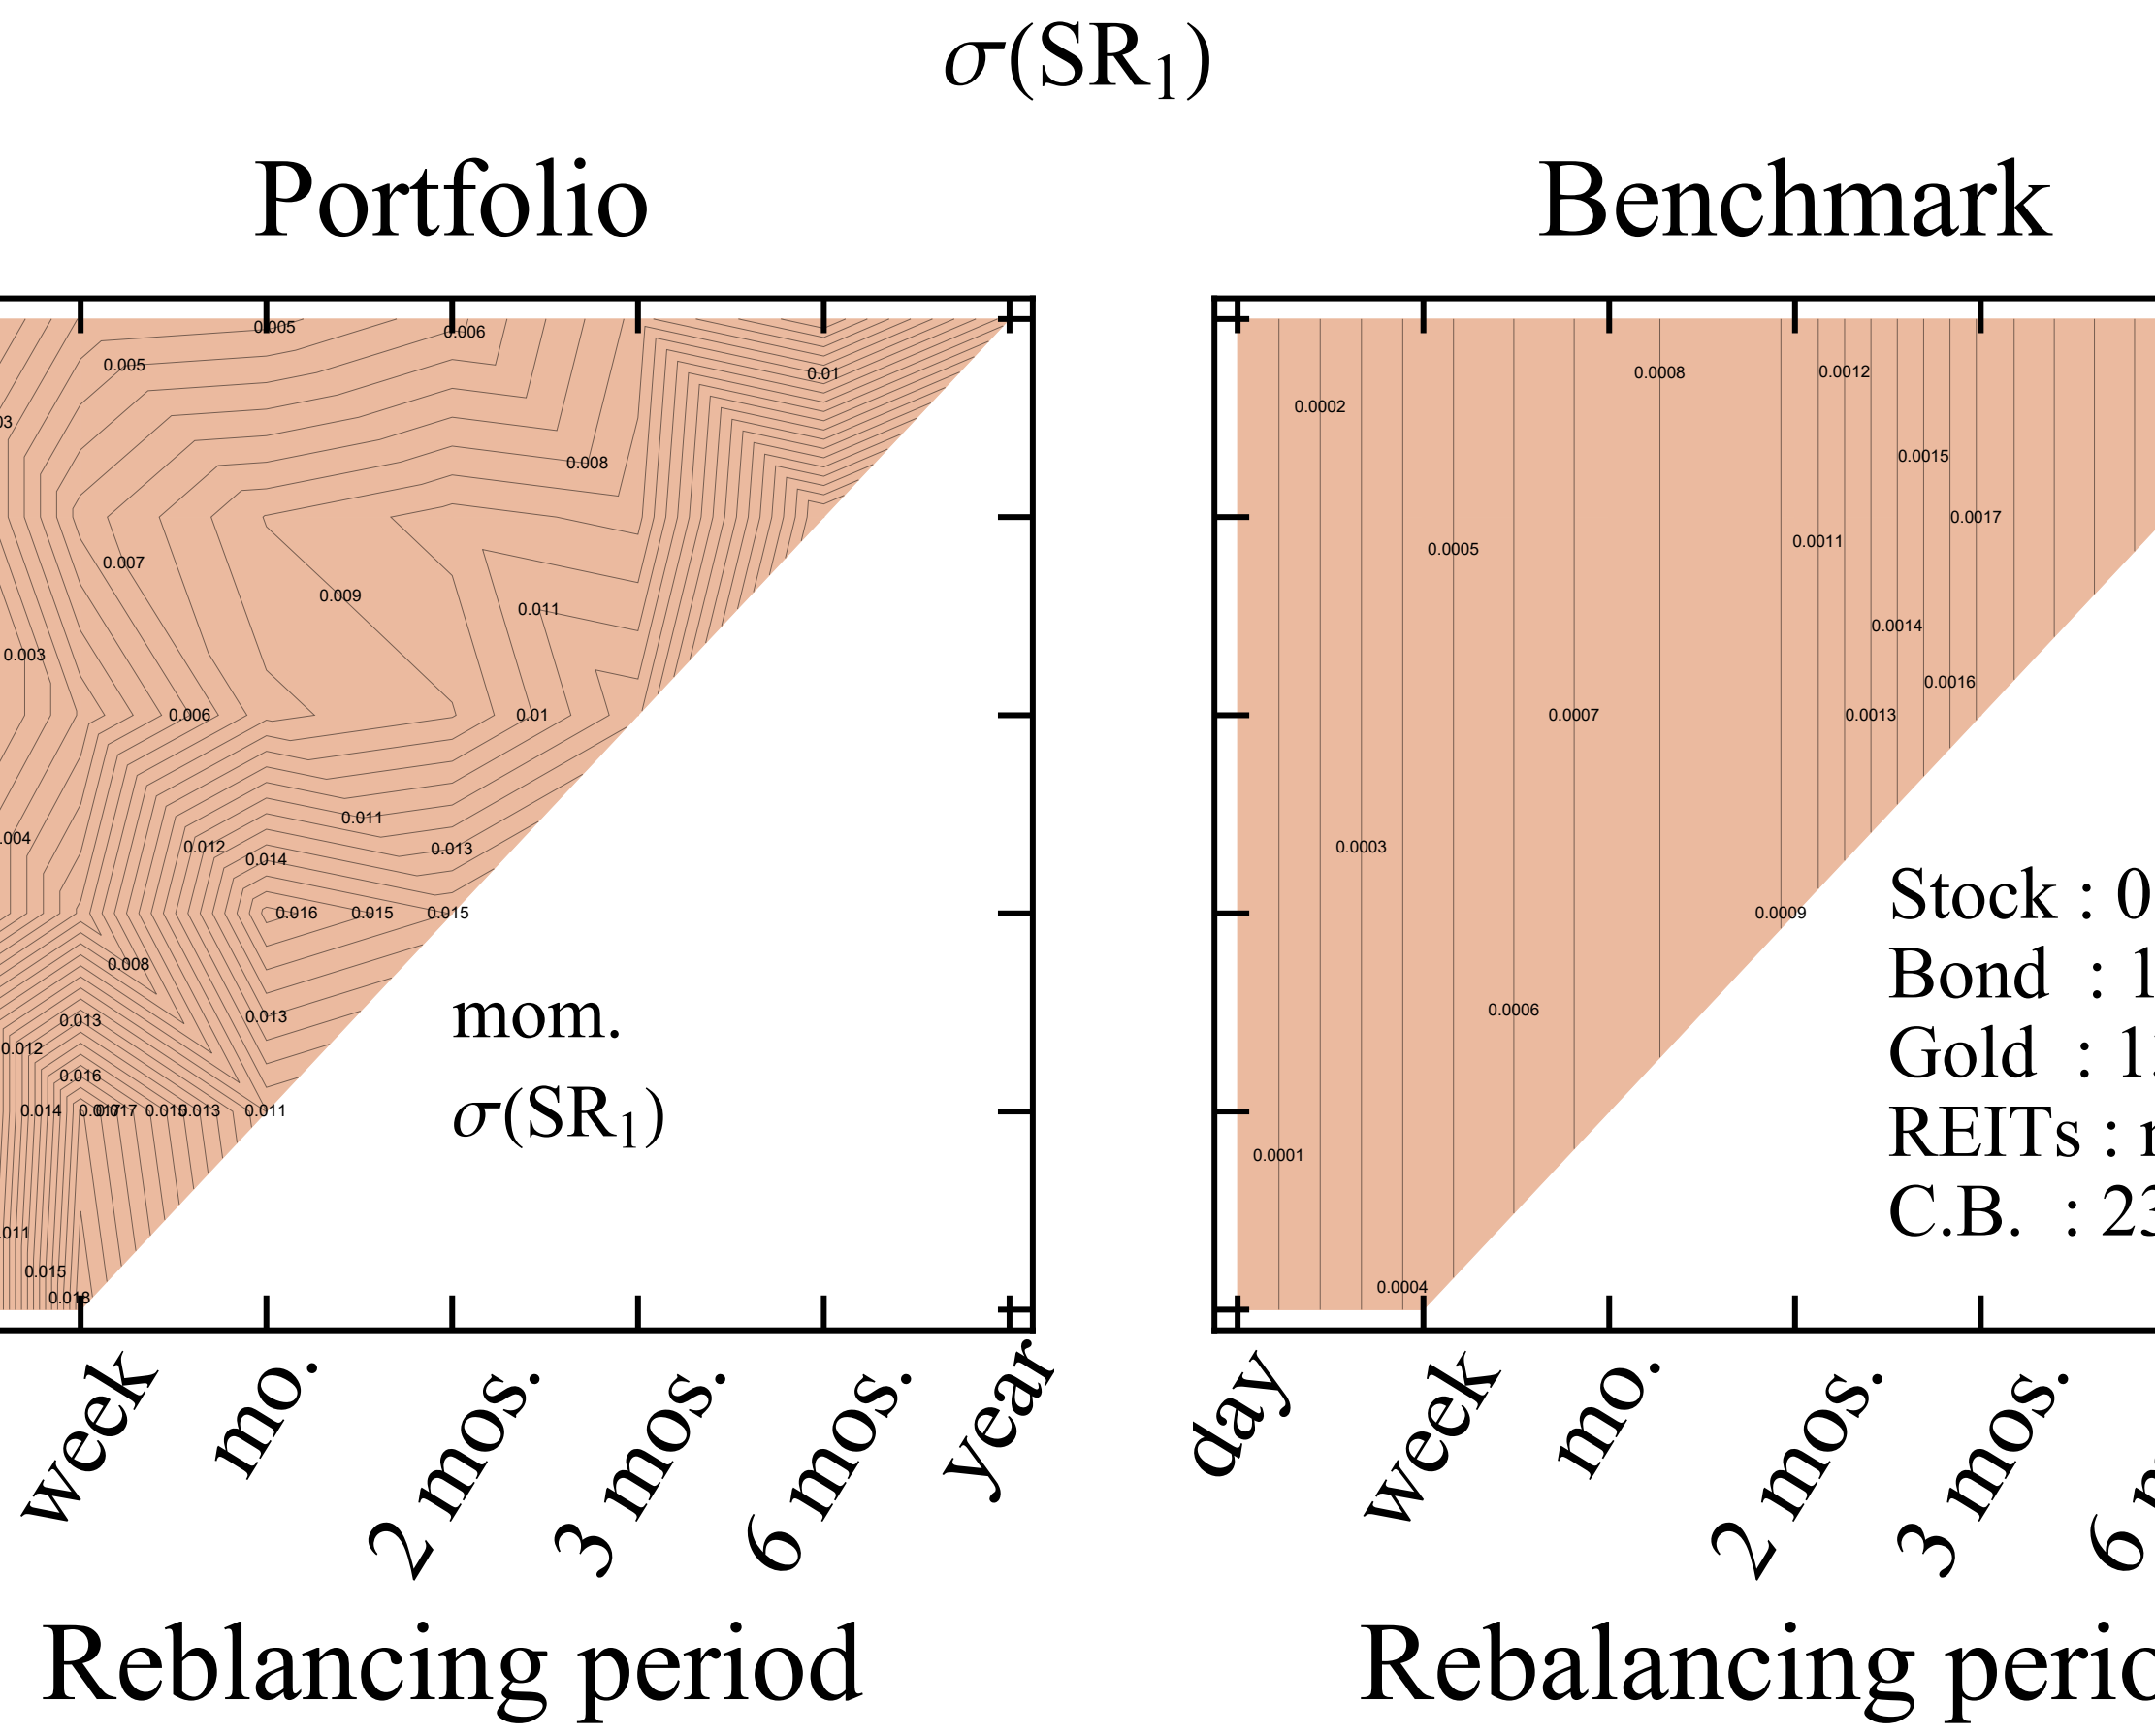 σ(SR1)
Portfolio
Benchmark
0.005
0.006
0.005
0.01
0.008
0.007
0.009
0.011
0.003
0.006
0.01
0.011
0.012
0.014
0.013
0.016
0.015
0.015
0.008
0.013
0.013
0.012
0.016
0.014
0.011
0.015
mom.
σ(SR1)
week
mo.
2 mos.
3 mos.
6 mos.
year
Reblancing period
0.0008
0.0012
0.0002
0.0015
0.0017
0.0011
0.0005
0.0014
0.0016
0.0007
0.0013
0.0003
0.0009
0.0006
0.0001
0.0004
Stock : 0
Bond : 1
Gold : 1
REITs :
C.B. : 23
day
week
mo.
2 mos.
3 mos.
6
Rebalancing perio